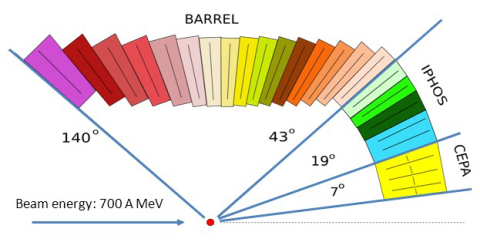 BARREL
IPHOS
CEPA
140°
43°
19°
7°
Beam energy: 700 A MeV